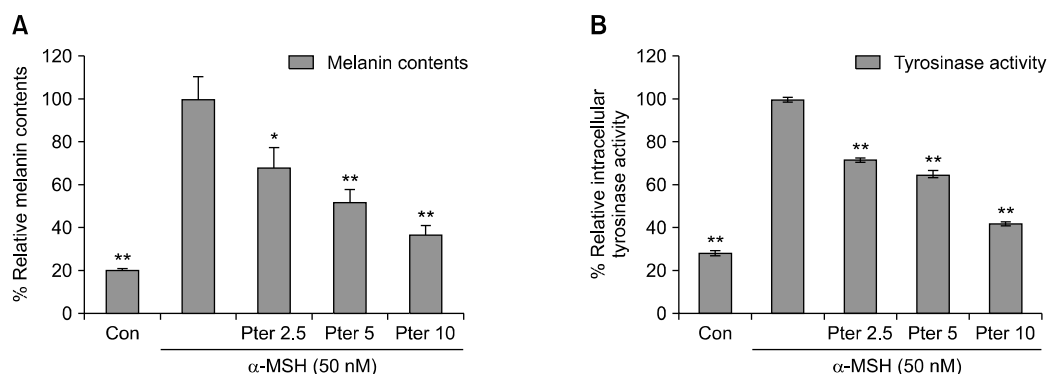 A
% Relative melanin contents
120
100
80
60
40
20
0
Melanin contents
**
*
**
**
Con
Pter 2.5
Pter 5
Pter 10
α-MSH (50 nM)
B
% Relative intracellular
tyrosinase activity
120
100
80
60
40
20
0
Tyrosinase activity
**
**
**
**
Con
Pter 2.5
Pter 5
Pter 10
α-MSH (50 nM)